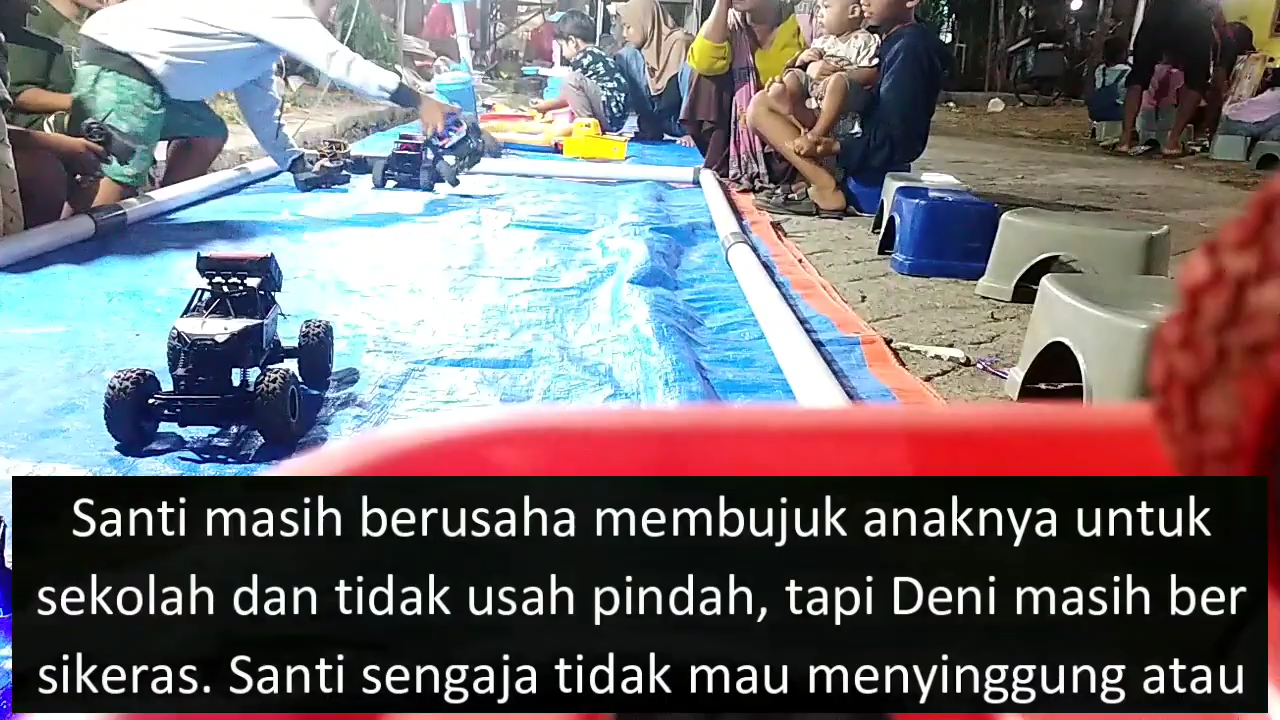 Santi masih berusaha membujuk anaknya untuk
sekolah dan tidak usah pindah, tapi Deni masih ber
sikeras. Santi sengaja tidak mau menyinggung atau